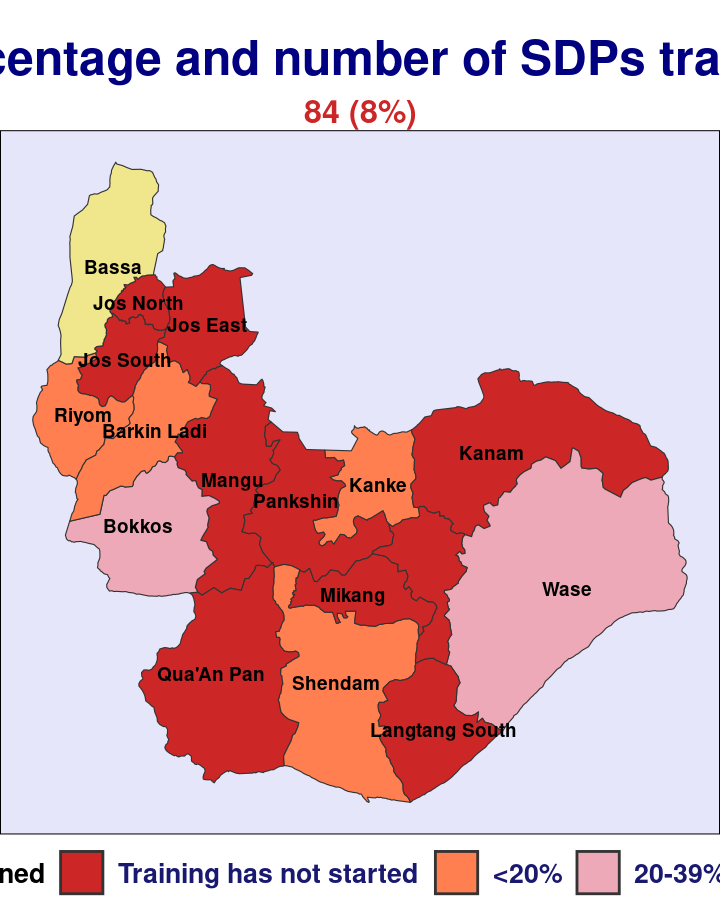 centage and number of SDPs tra
84 (8%)
Bassa
Jos North
Jos East
Jos South
Riyom
Barkin Ladi
Kanam
Mangu
Kanke
Pankshin
Bokkos
Wase
Mikang
Qua'An Pan
Shendam
Langtang South
ned Training has not started <20% 20-39%